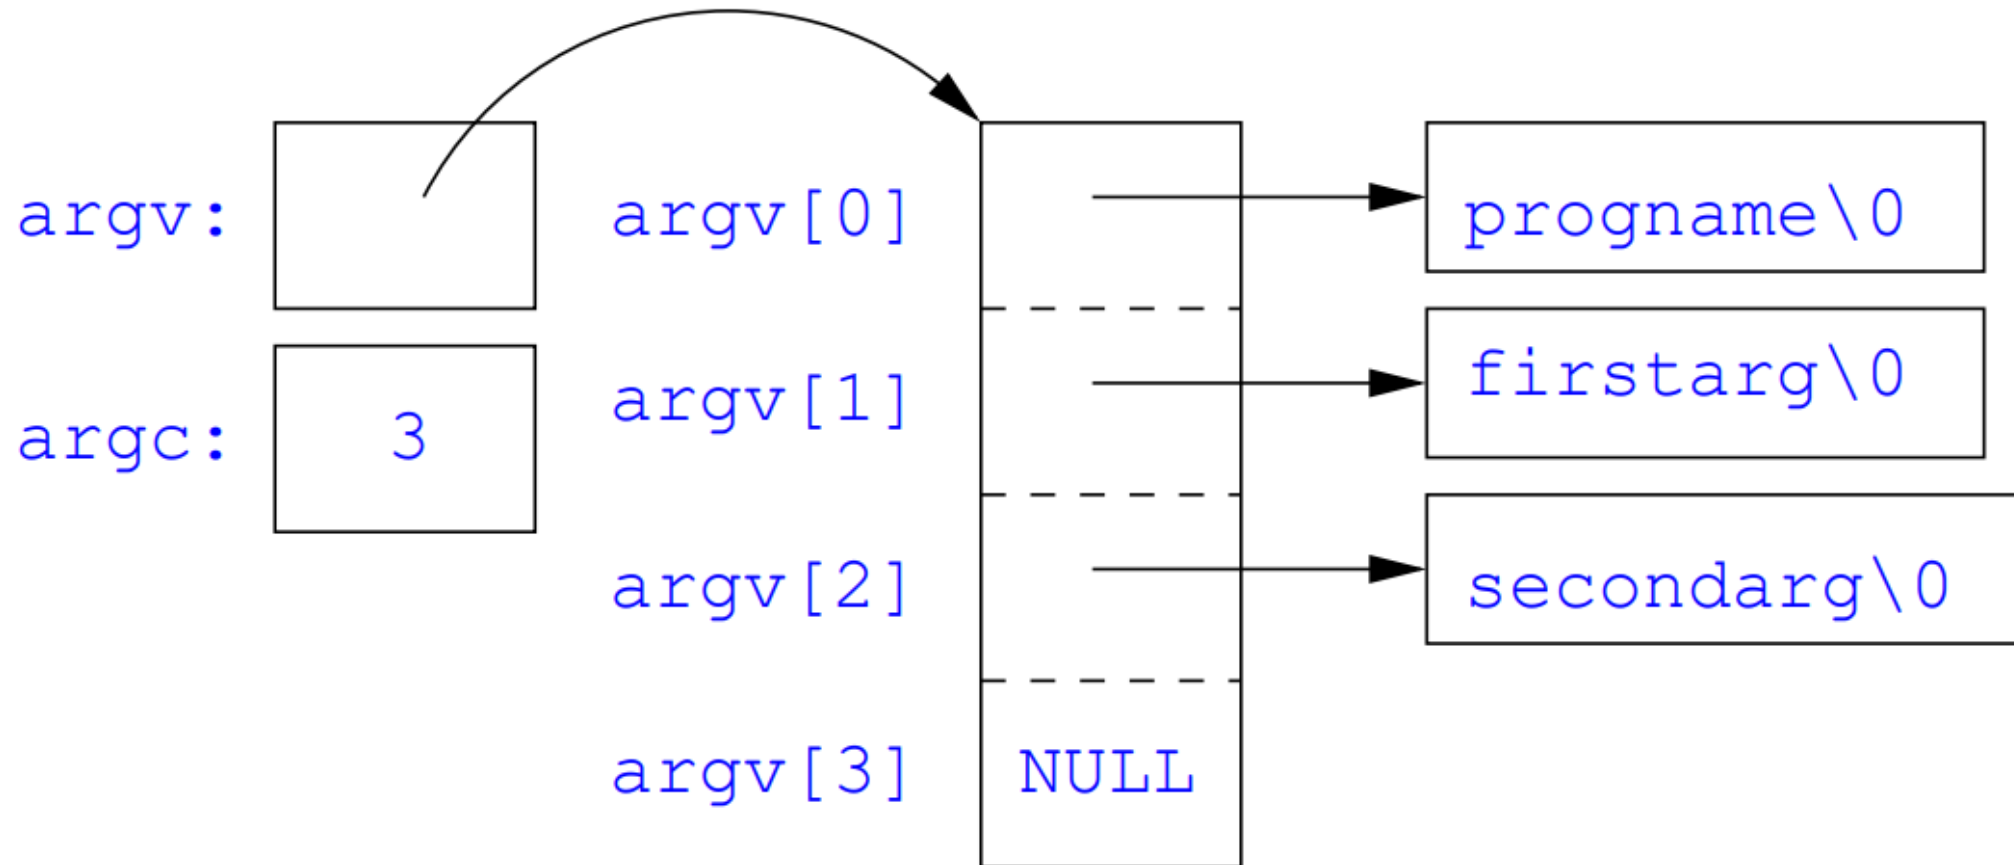 argv: argv[0] progname\0
argv[1] firstarg\0
argc: 3
argv[2] secondarg\0
argv[3] NULL